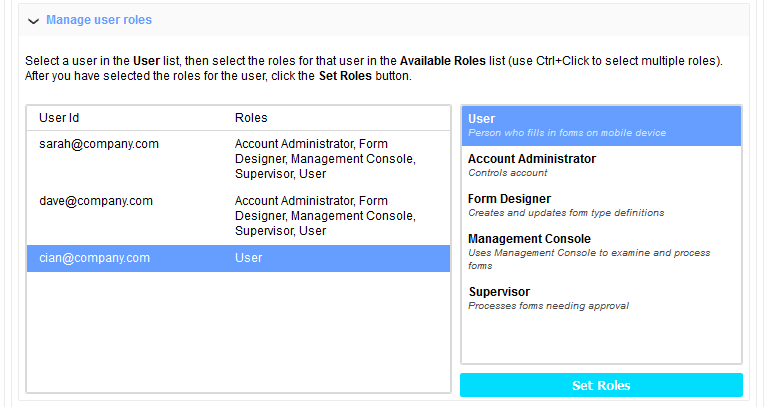 Manage user roles
Select a user in the User list, then select the roles for that user in the Available Roles list (use Ctrl+Click to select multiple roles).
After you have selected the roles for the user, click the Set Roles button.
User Id Roles
sarah@company.com Account Administrator, Form
Designer, Management Console,
Supervisor, User
dave@company.com Account Administrator, Form
Designer, Management Console,
Supervisor, User
cian@company.com User
User
Person who fills in forms on mobile device
Account Administrator
Controls account
Form Designer
Creates and updates form type definitions
Management Console
Uses Management Console to examine and process
forms
Supervisor
Processes forms needing approval
Set Roles